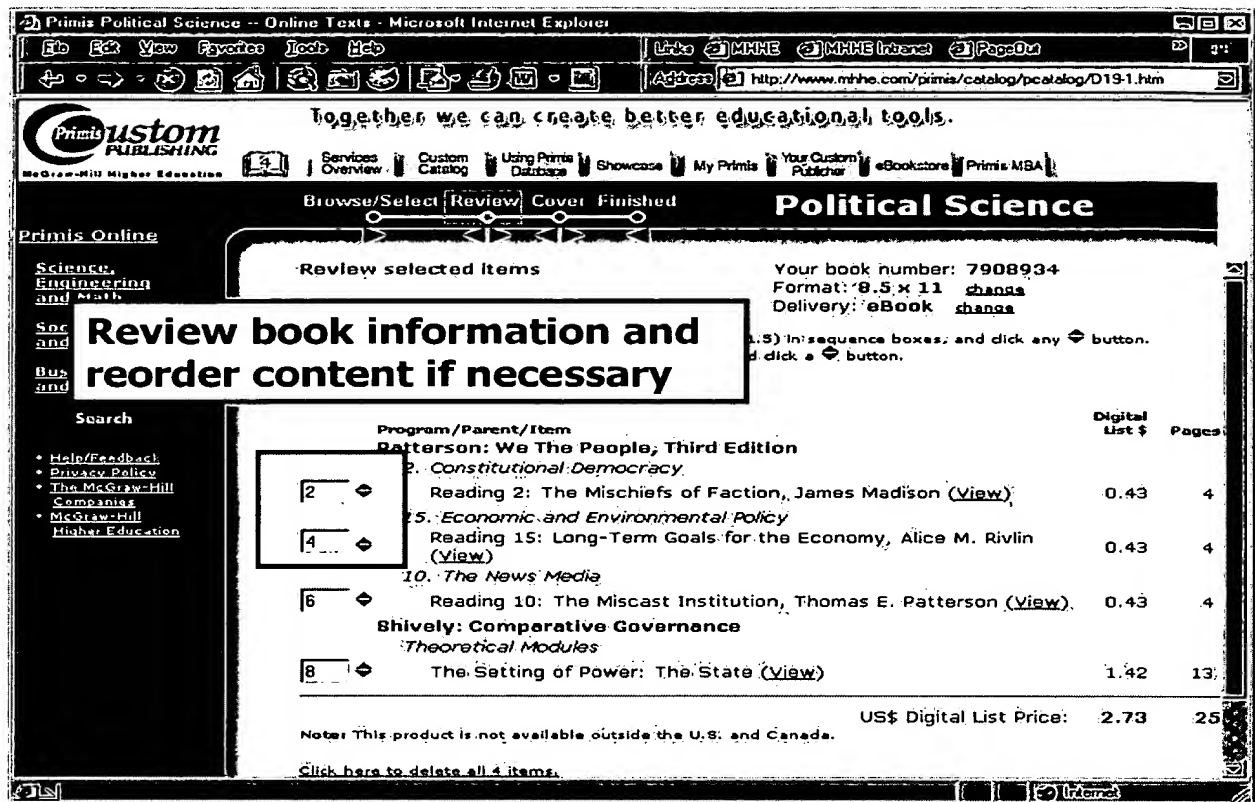 Primis Political Science -- Online Texts - Microsoft Internet Explorer
File Edit View Favorites Tools Help
Links MHHE MHHE Intranet PageOut
Address http://www.mhhe.com/primis/catalog/pcatalog/D19-1.htm
Primis Custom
PUBLISHING
McGraw-Hill Higher Education
Together we can create better educational tools.
Services Overview Custom Catalog Using Primis Database Showcase My Primis Your Custom Publisher eBookstore Primis MBA
Browse/Select Review Cover Finished
Political Science
Primis Online
Science,
Engineering
and Math
Soc
and
Bus
and
Search
• Help/Feedback
• Privacy Policy
• The McGraw-Hill
Companies
• McGraw-Hill
Higher Education
Review selected items
Your book number: 7908934
Format: 8.5 x 11 change
Delivery: eBook change
1.5) in sequence boxes, and click any button.
d click a button.
Review book information and
reorder content if necessary
Program/Parent/Item
Digital
List $ Pages
Patterson: We The People, Third Edition
2. Constitutional Democracy
2 Reading 2: The Mischiefs of Faction, James Madison (View) 0.43 4
15. Economic and Environmental Policy
4 Reading 15: Long-Term Goals for the Economy, Alice M. Rivlin
(View) 0.43 4
10. The News Media
6 Reading 10: The Miscast Institution, Thomas E. Patterson (View) 0.43 4
Shively: Comparative Governance
Theoretical Modules
8 The Setting of Power: The State (View) 1.42 13
US$ Digital List Price: 2.73 25
Note: This product is not available outside the U.S. and Canada.
Click here to delete all 4 items.
Internet